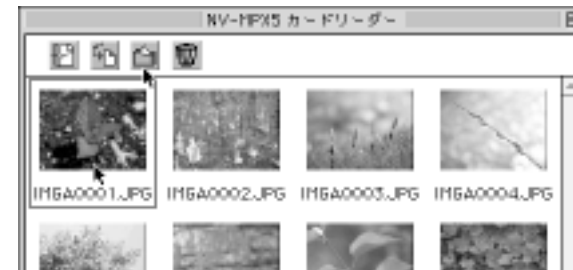 NV-MPX5 カードリーダー
IMGA0001.JPG IMGA0002.JPG IMGA0003.JPG IMGA0004.JPG